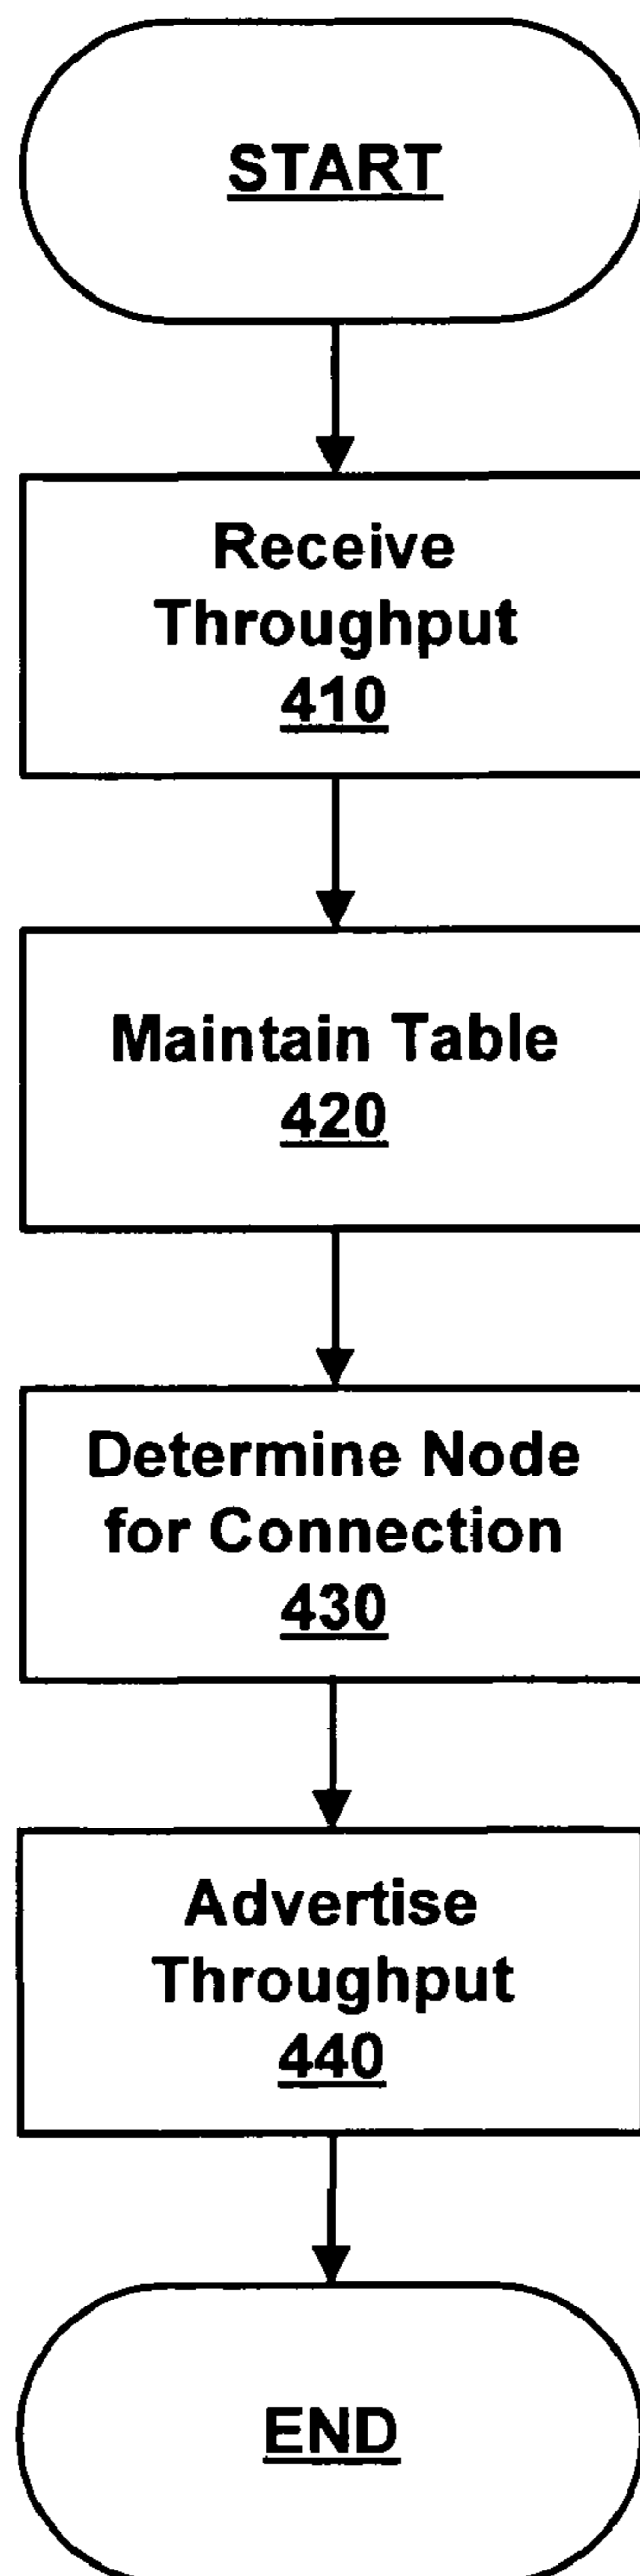 START
Receive
Throughput
410
Maintain Table
420
Determine Node
for Connection
430
Advertise
Throughput
440
END